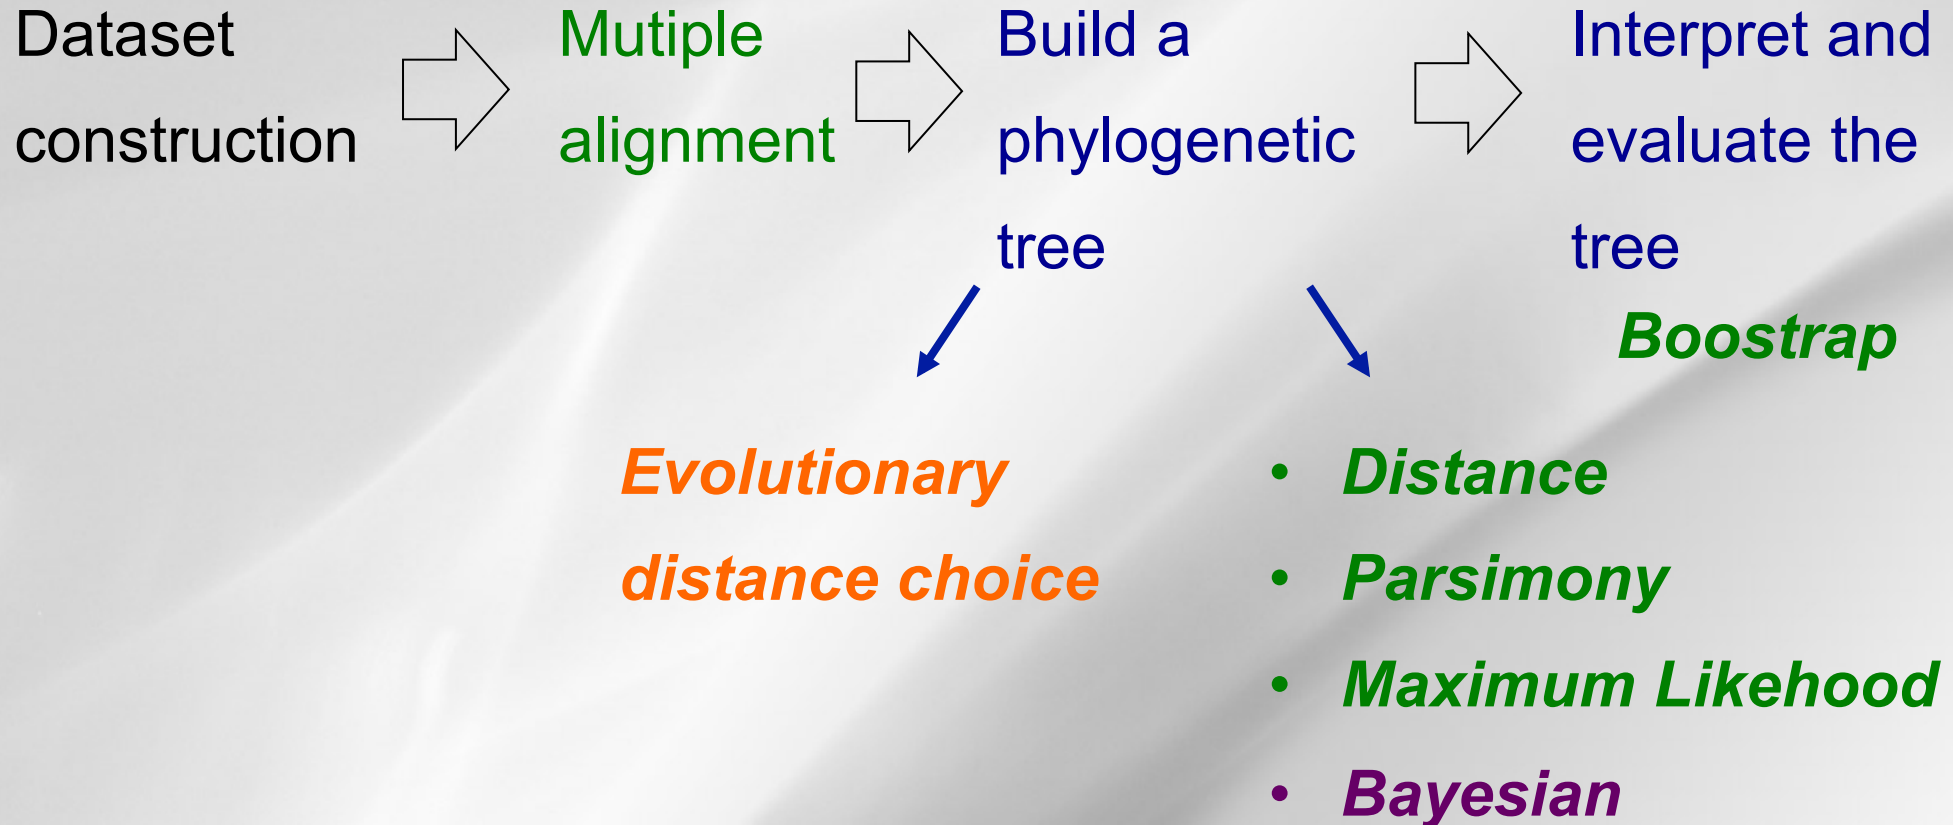 Dataset
construction
Mutiple
alignment
Build a
phylogenetic
tree
Interpret and
evaluate the
tree
Boostrap
Evolutionary
distance choice
• Distance
• Parsimony
• Maximum Likehood
• Bayesian